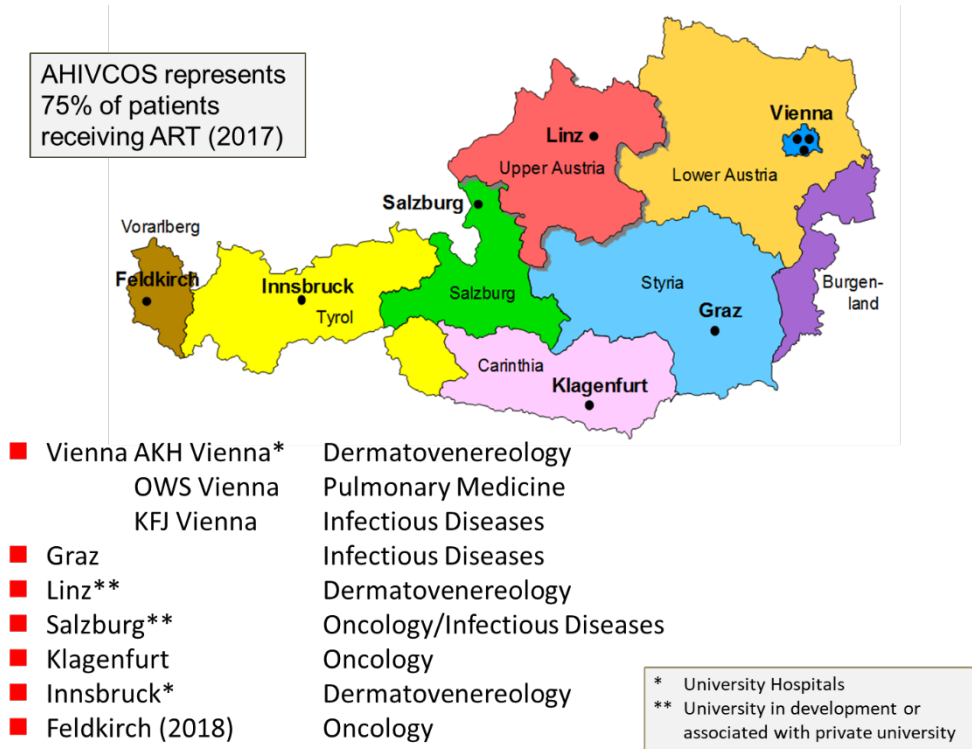 AHIVCOS represents
75% of patients
receiving ART (2017)
Vienna
Linz
Upper Austria
Lower Austria
Salzburg
Vorarlberg
Feldkirch
Innsbruck
Tyrol
Salzburg
Styria
Burgen-
land
Graz
Carinthia
Klagenfurt
Vienna AKH Vienna* Dermatovenereology
OWS Vienna Pulmonary Medicine
KFJ Vienna Infectious Diseases
Graz Infectious Diseases
Linz** Dermatovenereology
Salzburg** Oncology/Infectious Diseases
Klagenfurt Oncology
Innsbruck* Dermatovenereology
Feldkirch (2018) Oncology
* University Hospitals
** University in development or
associated with private university